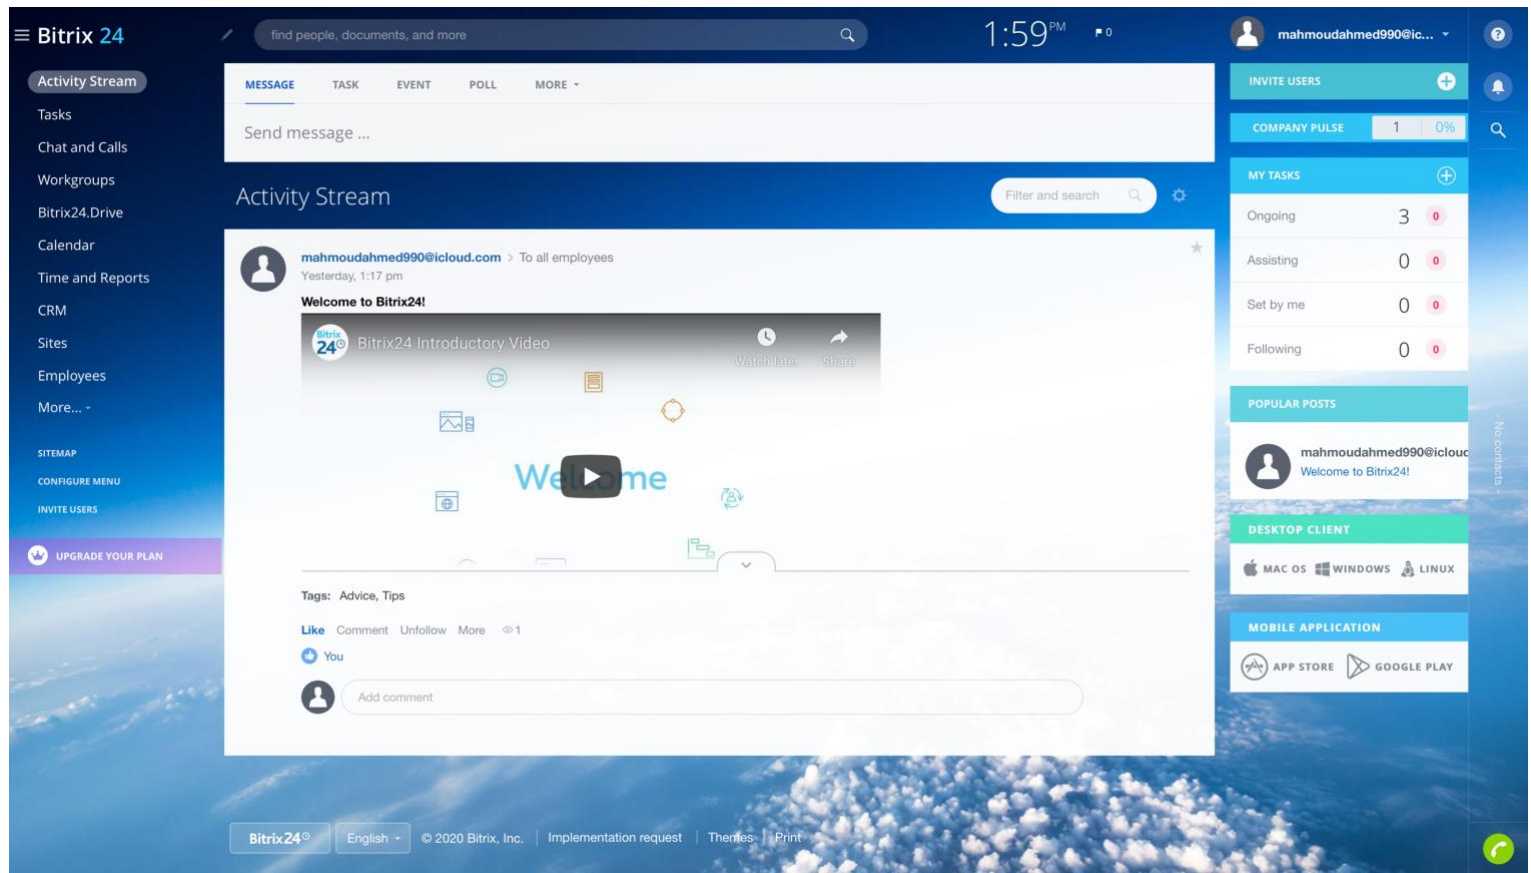 Bitrix 24
find people, documents, and more
1:59 PM
0
mahmoudahmed990@ic...
Activity Stream
Tasks
Chat and Calls
Workgroups
Bitrix24.Drive
Calendar
Time and Reports
CRM
Sites
Employees
More...
SITEMAP
CONFIGURE MENU
INVITE USERS
UPGRADE YOUR PLAN
MESSAGE TASK EVENT POLL MORE
Send message ...
Activity Stream
Filter and search
mahmoudahmed990@icloud.com > To all employees
Yesterday, 1:17 pm
Welcome to Bitrix24!
Bitrix 24
Bitrix24 Introductory Video
Watch later Share
Welcome
Tags: Advice, Tips
Like Comment Unfollow More 1
You
Add comment
INVITE USERS
COMPANY PULSE 1 0%
MY TASKS
Ongoing 3 0
Assisting 0 0
Set by me 0 0
Following 0 0
POPULAR POSTS
mahmoudahmed990@icloud
Welcome to Bitrix24!
DESKTOP CLIENT
MAC OS WINDOWS LINUX
MOBILE APPLICATION
APP STORE GOOGLE PLAY
?
- No contacts -
Bitrix24 English © 2020 Bitrix, Inc. Implementation request Themes Print